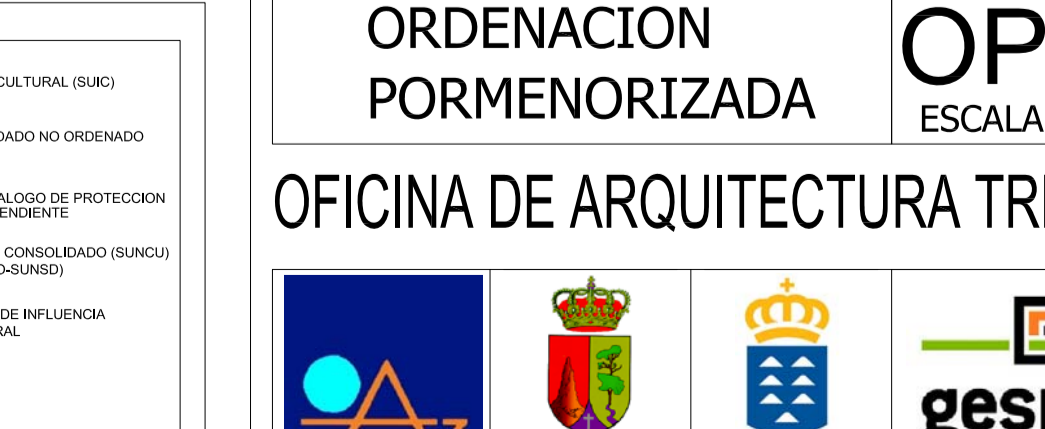 CULTURAL (SUIC)
DADO NO ORDENADO
ALOGO DE PROTECCION
ENDIENTE
CONSOLIDADO (SUNCU)
O-SUNSD)
DE INFLUENCIA
RAL
ORDENACION
PORMENORIZADA
OP
ESCALA
OFICINA DE ARQUITECTURA TR
3
ges